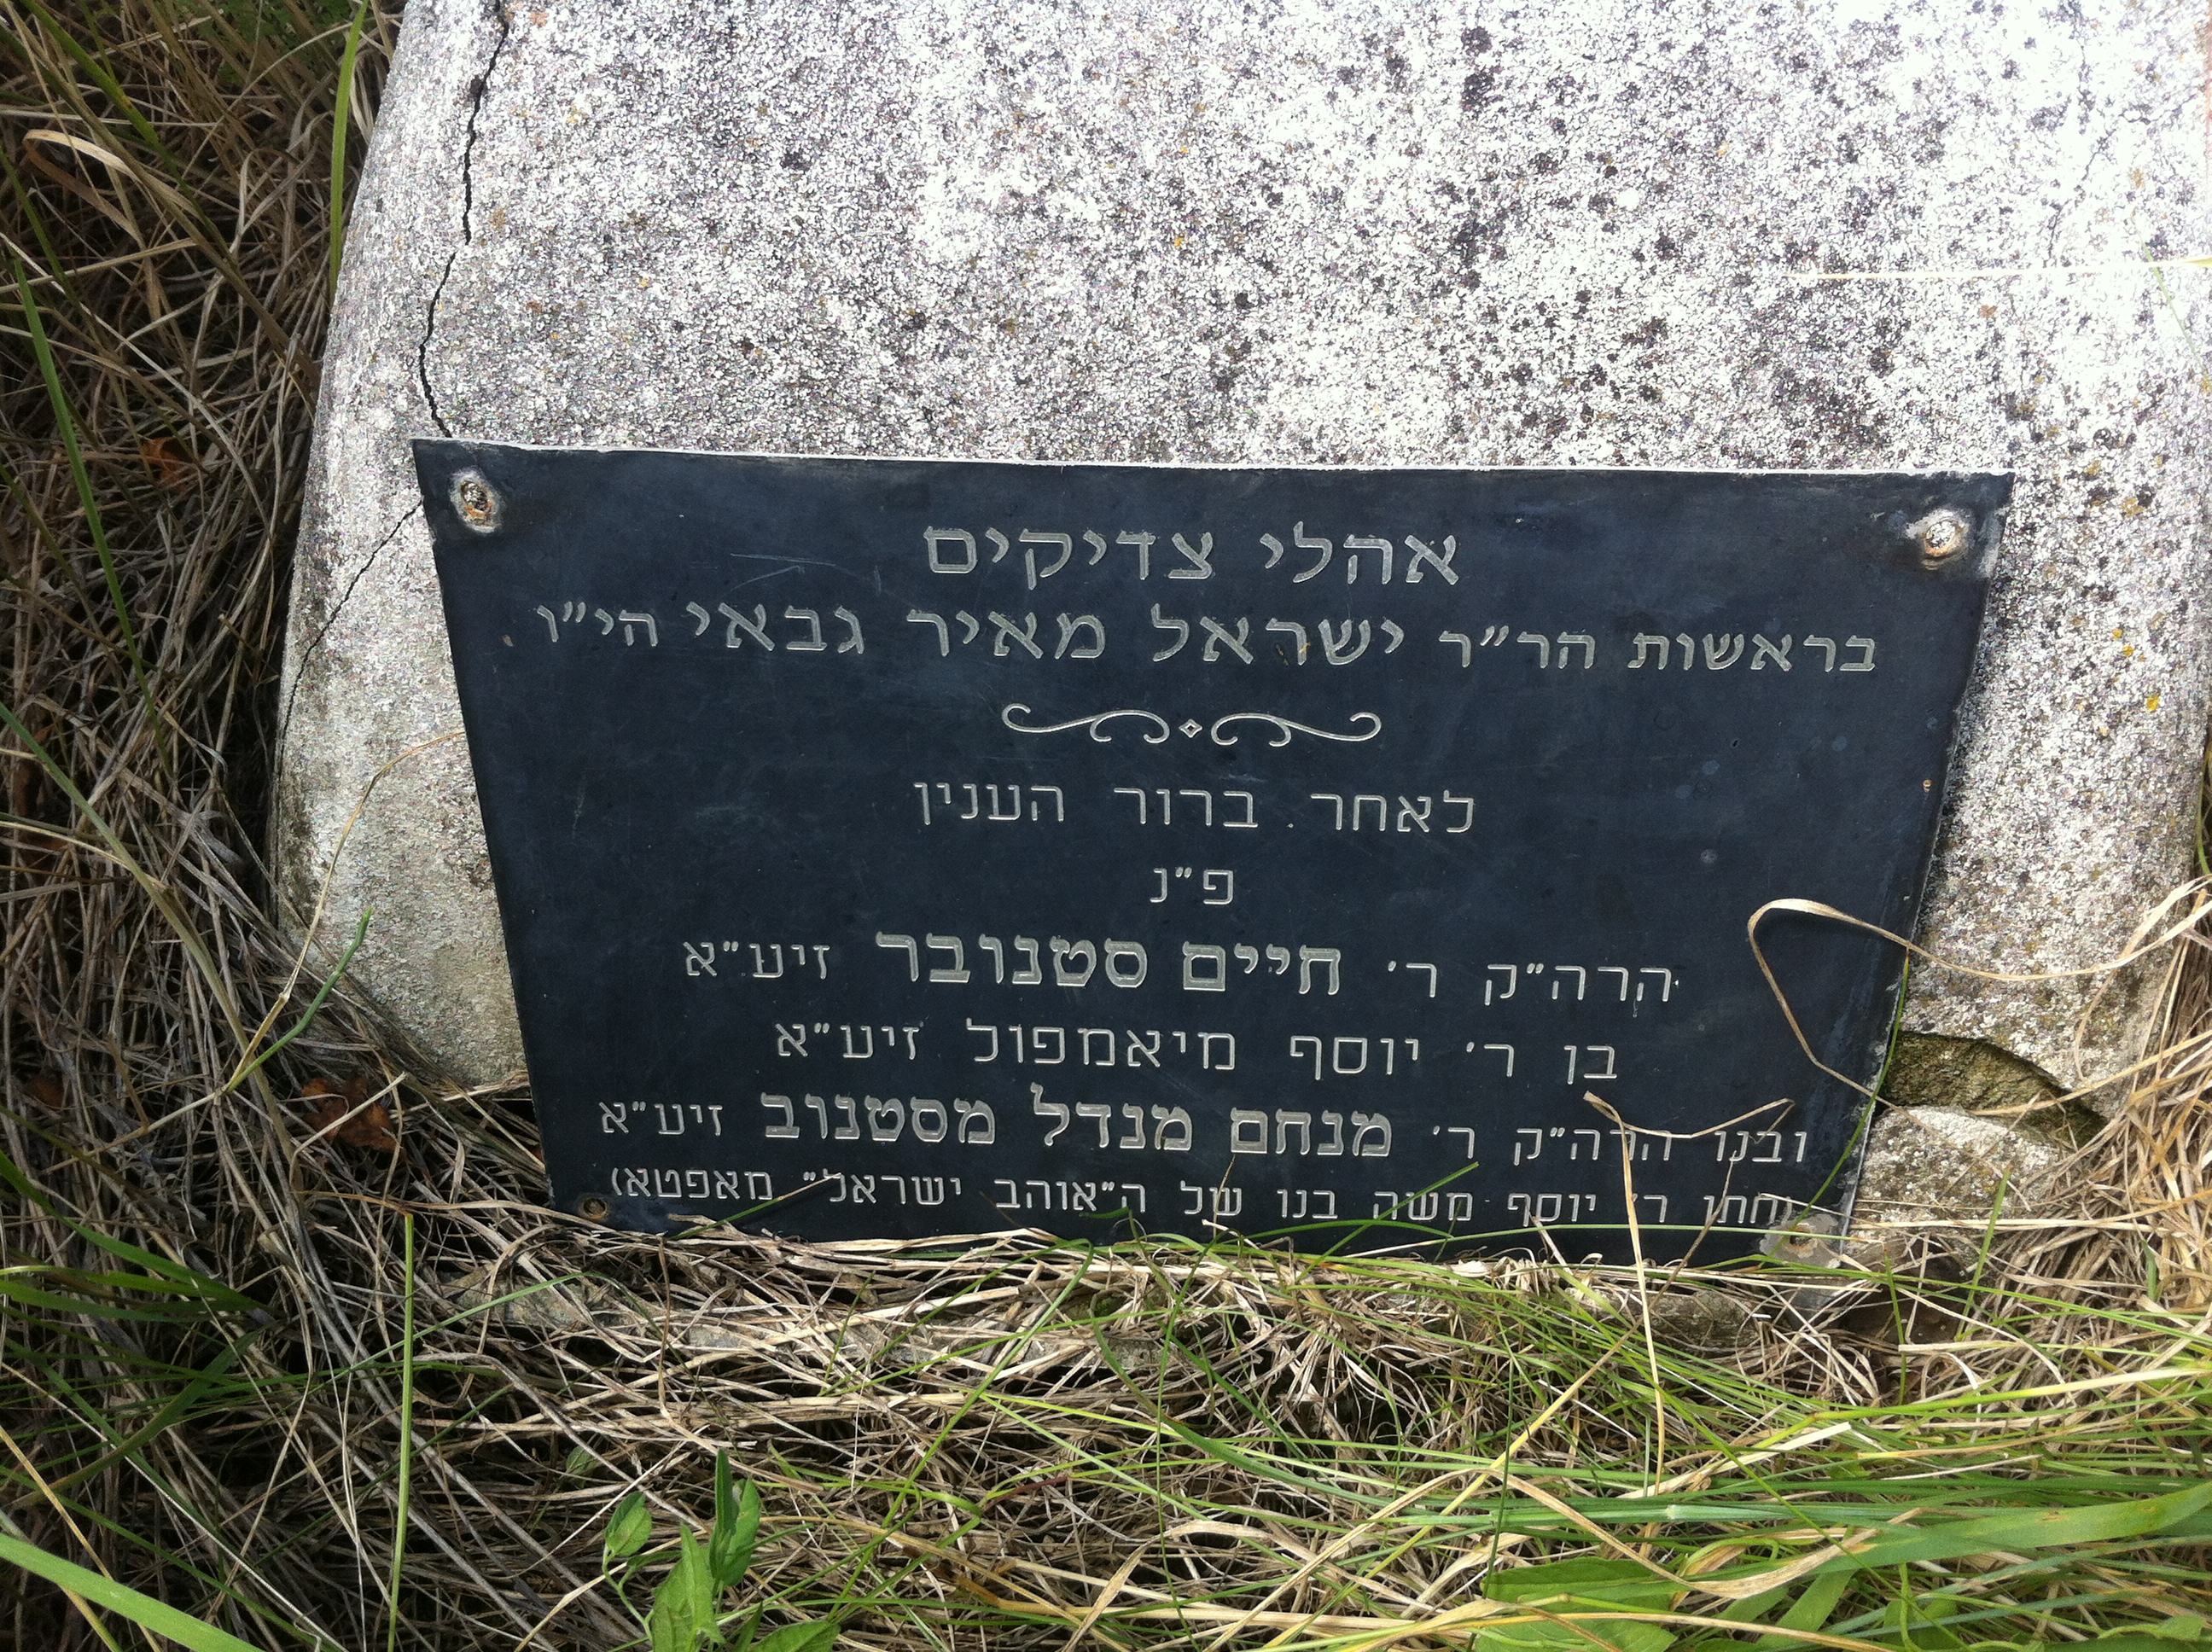 אהלי צדיקים
בראשות הר"ר ישראל מאיר גבאי הי"ו
לאחר ברור הענין
פ"נ
הרה"ק ר' חיים סטנובר זיע"א
בן ר' יוסף מיאמפול זיע"א
ובנו הרה"ק ר' מנחם מנדל מסטנוב זיע"א
וחתנו ר' יוסף משה בנו של ה"אוהב ישראל" מאפטא)